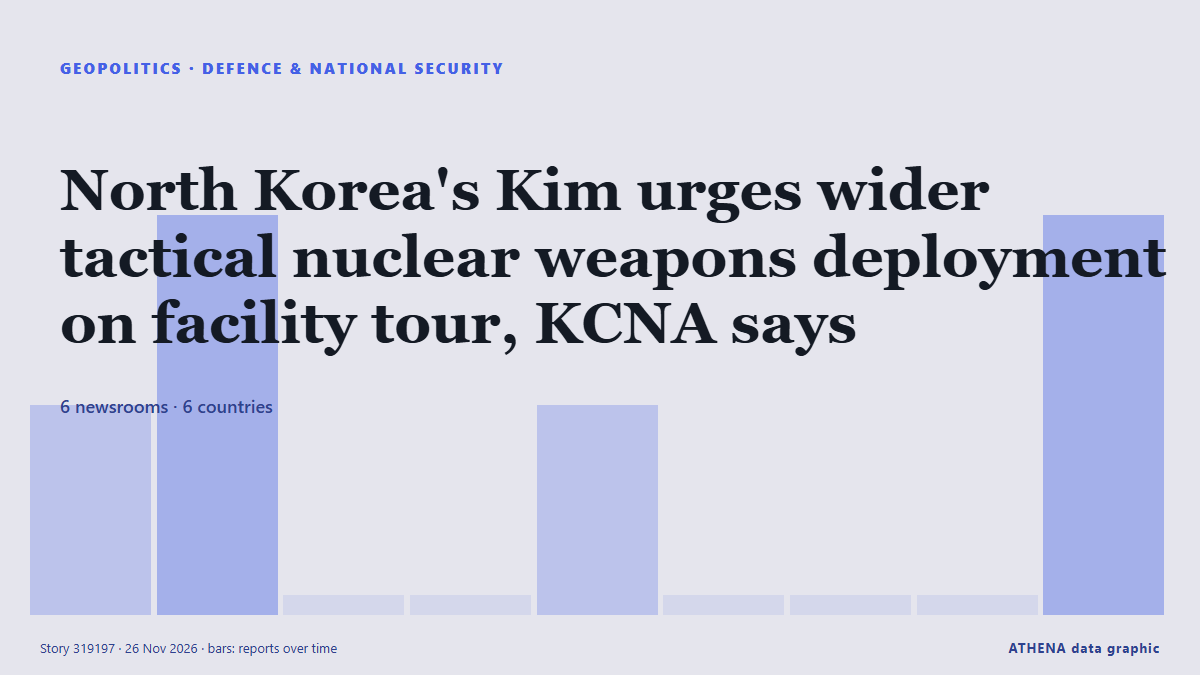 GEOPOLITICS · DEFENCE & NATIONAL SECURITY
North Korea's Kim urges wider
tactical nuclear weapons deployment
on facility tour, KCNA says
6 newsrooms · 6 countries
Story 319197 · 26 Nov 2026 · bars: reports over time
ATHENA data graphic